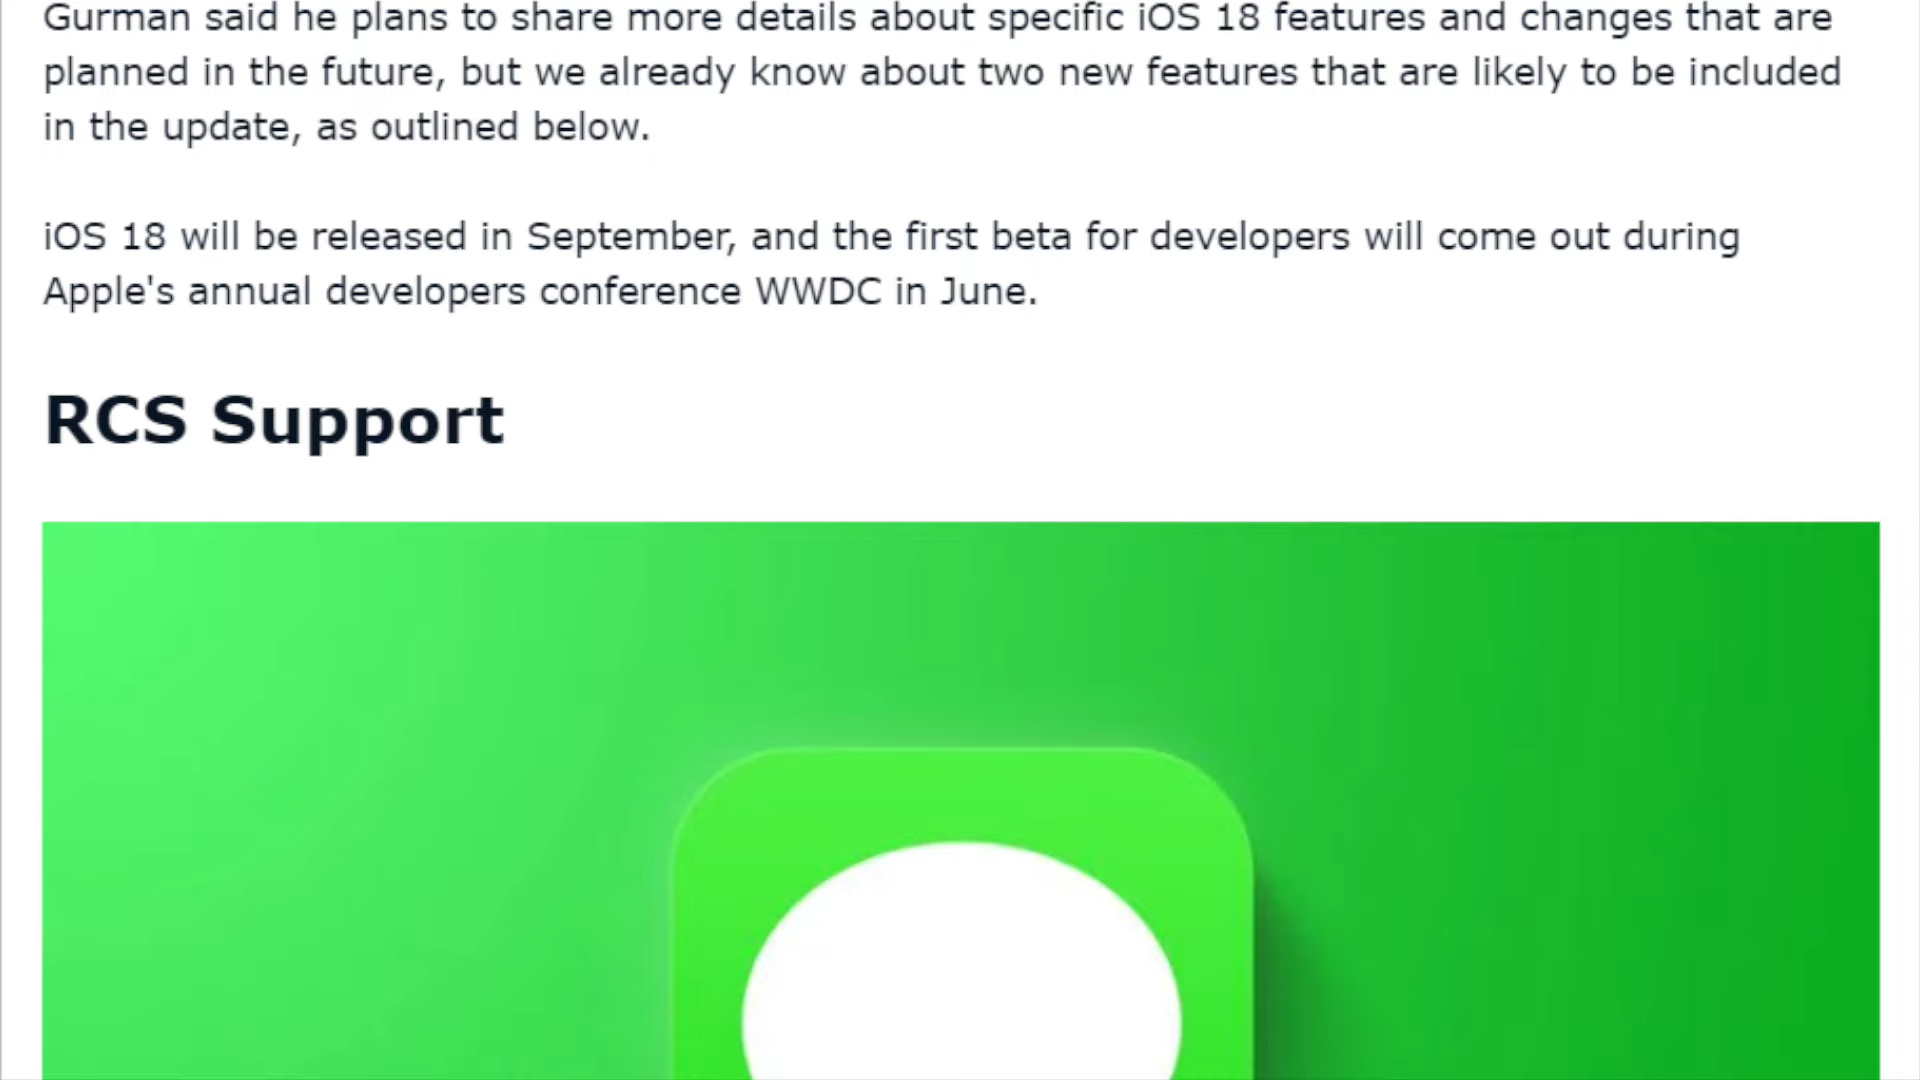 Gurman said he plans to share more details about specific iOS 18 features and changes that are
planned in the future, but we already know about two new features that are likely to be included
in the update, as outlined below.
iOS 18 will be released in September, and the first beta for developers will come out during
Apple's annual developers conference WWDC in June.
RCS Support